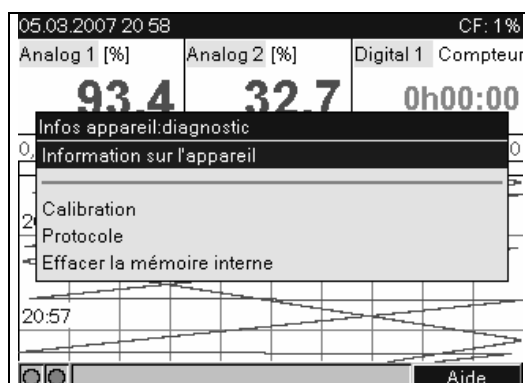 05.03.2007 20 58 CF: 1%
Analog 1 [%] Analog 2 [%] Digital 1 Compteur
93.4 32.7 0h00:00
Infos appareil:diagnostic
Information sur l'appareil
Calibration
Protocole
Effacer la mémoire interne
20:57
Aide